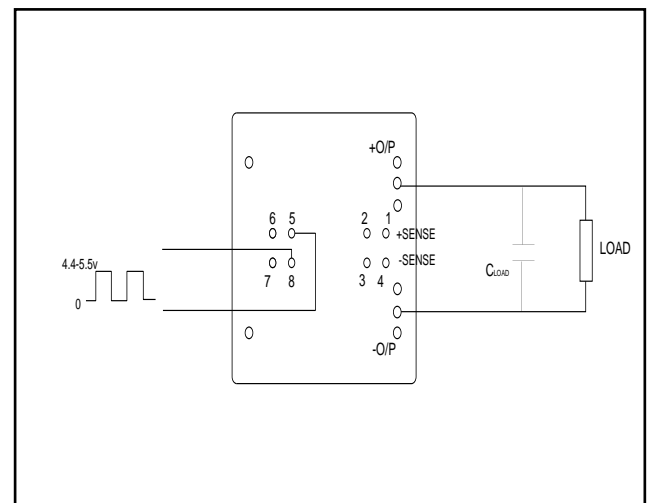 +O/P
6 5
2 1
+SENSE
4.4-5.5v
-SENSE
LOAD
CLOAD
7 8
3 4
0
-O/P